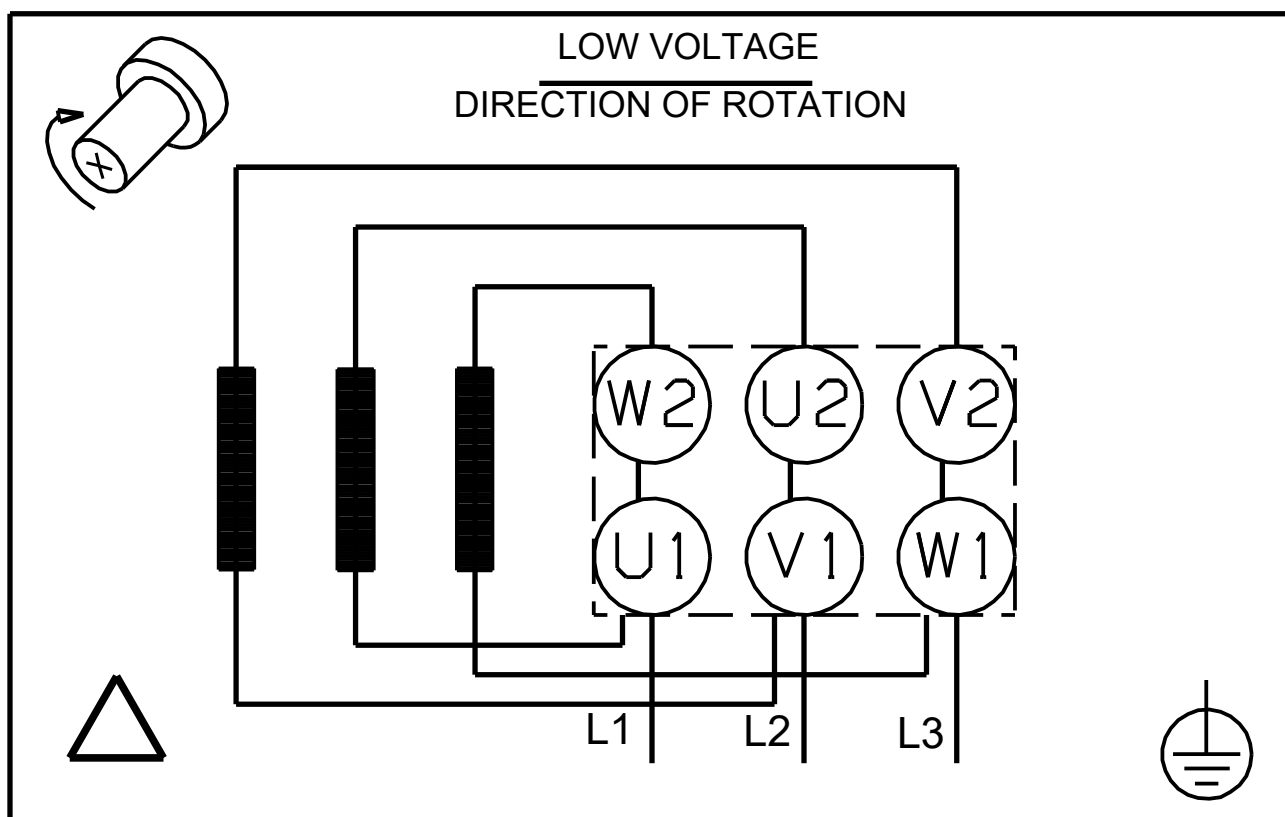 LOW VOLTAGE
DIRECTION OF ROTATION
W2 U2 V2
U1 V1 W1
L1 L2 L3